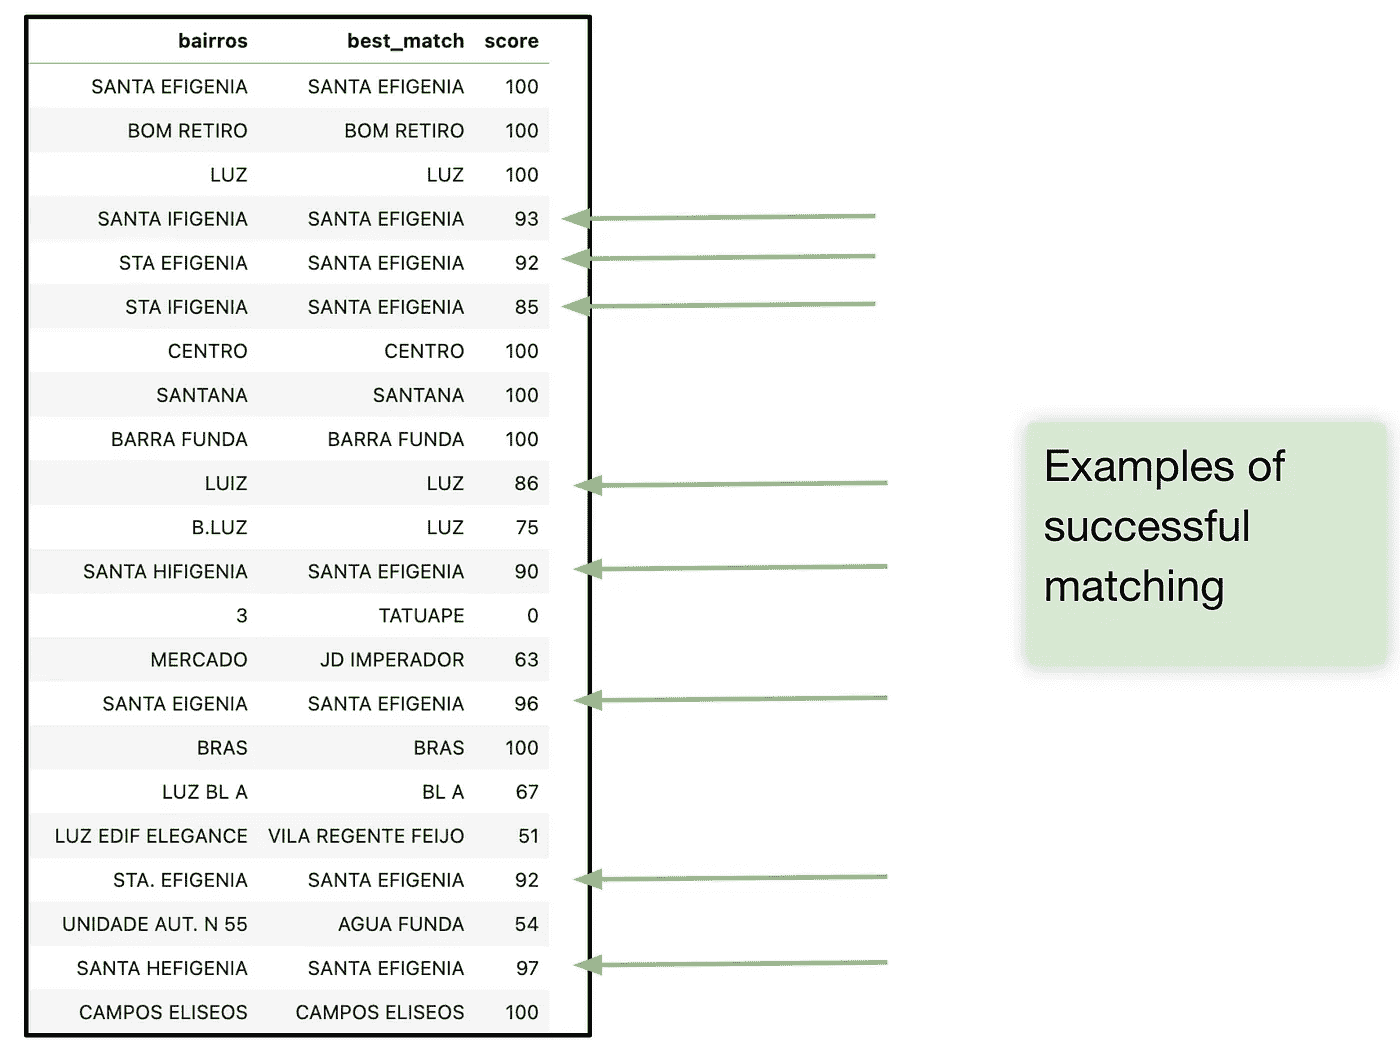 bairros best_match score
SANTA EFIGENIA SANTA EFIGENIA 100
BOM RETIRO BOM RETIRO 100
LUZ LUZ 100
SANTA IFIGENIA SANTA EFIGENIA 93
STA EFIGENIA SANTA EFIGENIA 92
STA IFIGENIA SANTA EFIGENIA 85
CENTRO CENTRO 100
SANTANA SANTANA 100
BARRA FUNDA BARRA FUNDA 100
LUIZ LUZ 86
B.LUZ LUZ 75
SANTA HIFIGENIA SANTA EFIGENIA 90
3 TATUAPE 0
MERCADO JD IMPERADOR 63
SANTA EIGENIA SANTA EFIGENIA 96
BRAS BRAS 100
LUZ BL A BL A 67
LUZ EDIF ELEGANCE VILA REGENTE FEIJO 51
STA. EFIGENIA SANTA EFIGENIA 92
UNIDADE AUT. N 55 AGUA FUNDA 54
SANTA HEFIGENIA SANTA EFIGENIA 97
CAMPOS ELISEOS CAMPOS ELISEOS 100
Examples of
successful
matching